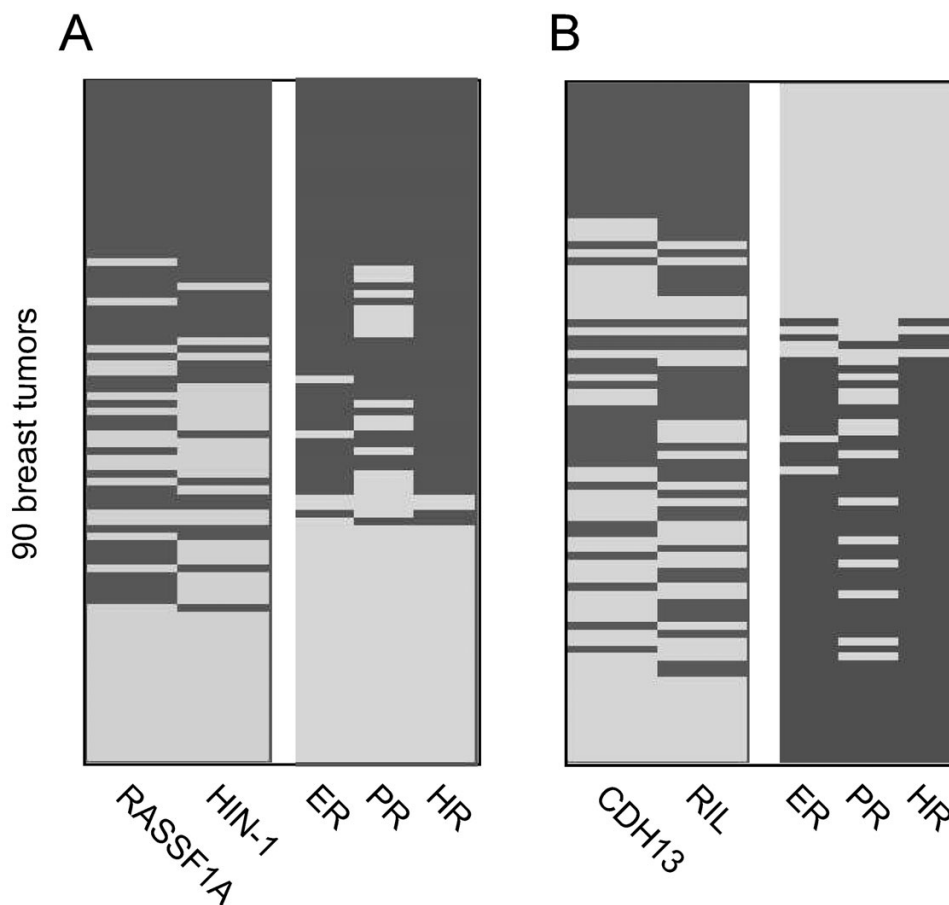 A
B
90 breast tumors
RASSF1A
HIN-1
ER
PR
HR
CDH13
RIL
ER
PR
HR